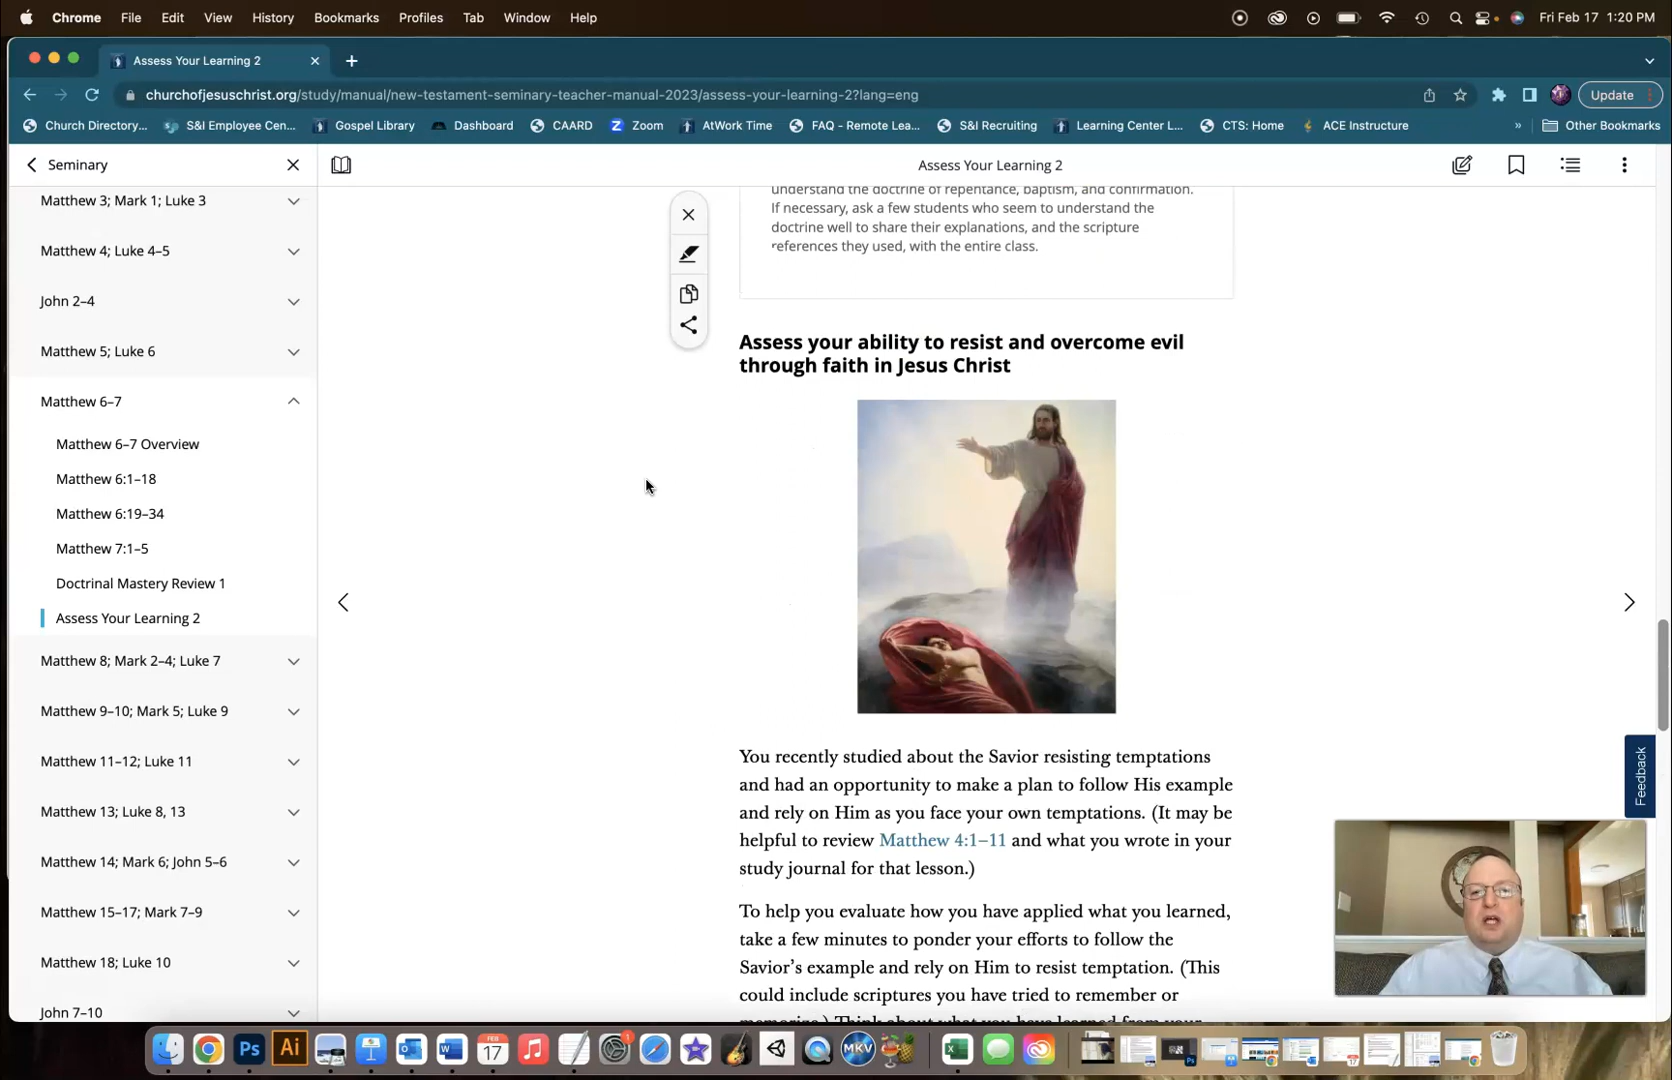 Chrome File Edit View History Bookmarks Profiles Tab Window Help Fri Feb 17 1:20 PM
Assess Your Learning 2
churchofjesuschrist.org/study/manual/new-testament-seminary-teacher-manual-2023/assess-your-learning-2?lang=eng Update
Church Directory... S&I Employee Cen... Gospel Library Dashboard CAARD Zoom AtWork Time FAQ - Remote Lea... S&I Recruiting Learning Center L... CTS: Home ACE Instructure » Other Bookmarks
Seminary
Assess Your Learning 2
Matthew 3; Mark 1; Luke 3
Matthew 4; Luke 4–5
John 2–4
Matthew 5; Luke 6
Matthew 6–7
Matthew 6–7 Overview
Matthew 6:1–18
Matthew 6:19–34
Matthew 7:1–5
Doctrinal Mastery Review 1
Assess Your Learning 2
Matthew 8; Mark 2–4; Luke 7
Matthew 9–10; Mark 5; Luke 9
Matthew 11–12; Luke 11
Matthew 13; Luke 8, 13
Matthew 14; Mark 6; John 5–6
Matthew 15–17; Mark 7–9
Matthew 18; Luke 10
John 7–10
understand the doctrine of repentance, baptism, and confirmation.
If necessary, ask a few students who seem to understand the
doctrine well to share their explanations, and the scripture
references they used, with the entire class.
Assess your ability to resist and overcome evil
through faith in Jesus Christ
You recently studied about the Savior resisting temptations
and had an opportunity to make a plan to follow His example
and rely on Him as you face your own temptations. (It may be
helpful to review Matthew 4:1–11 and what you wrote in your
study journal for that lesson.)
To help you evaluate how you have applied what you learned,
take a few minutes to ponder your efforts to follow the
Savior's example and rely on Him to resist temptation. (This
could include scriptures you have tried to remember or
memorize.) Think about what you have learned from your
Feedback
Ps Ai FEB 17 1 MKV